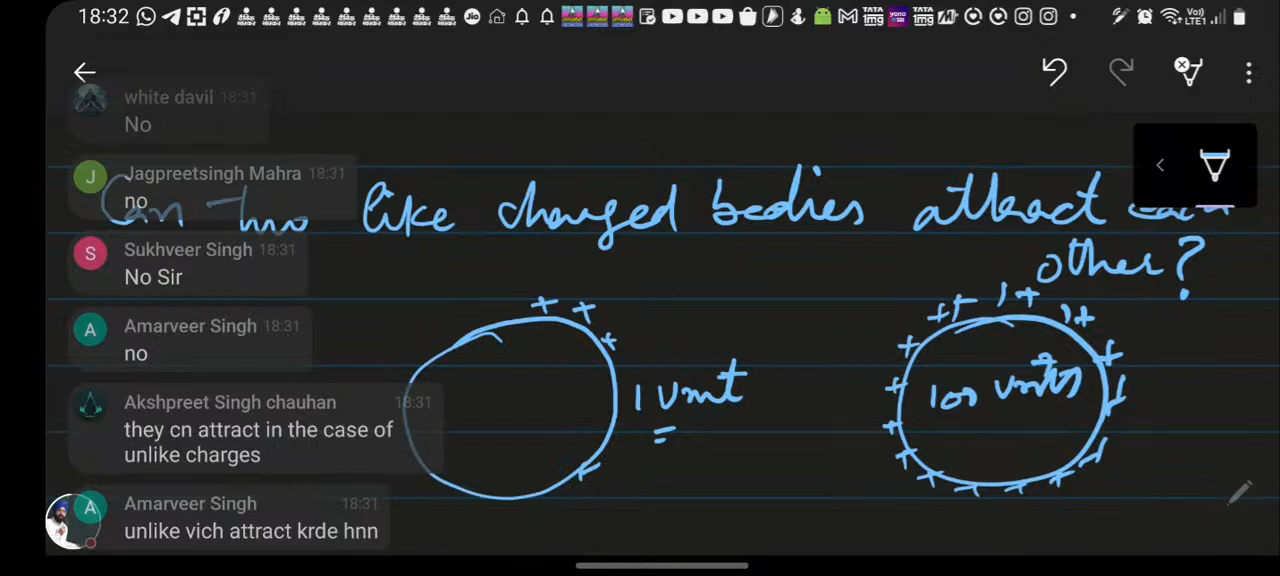 18:32
Vo))
LTE1
white davil 18:31
No
Jagpreetsingh Mahra 18:31
no
Can two like charged bodies attract each
other?
Sukhveer Singh 18:31
No Sir
Amarveer Singh 18:31
no
1 Unit
100 units
Akshpreet Singh chauhan 18:31
they cn attract in the case of
unlike charges
Amarveer Singh 18:31
unlike vich attract krde hnn